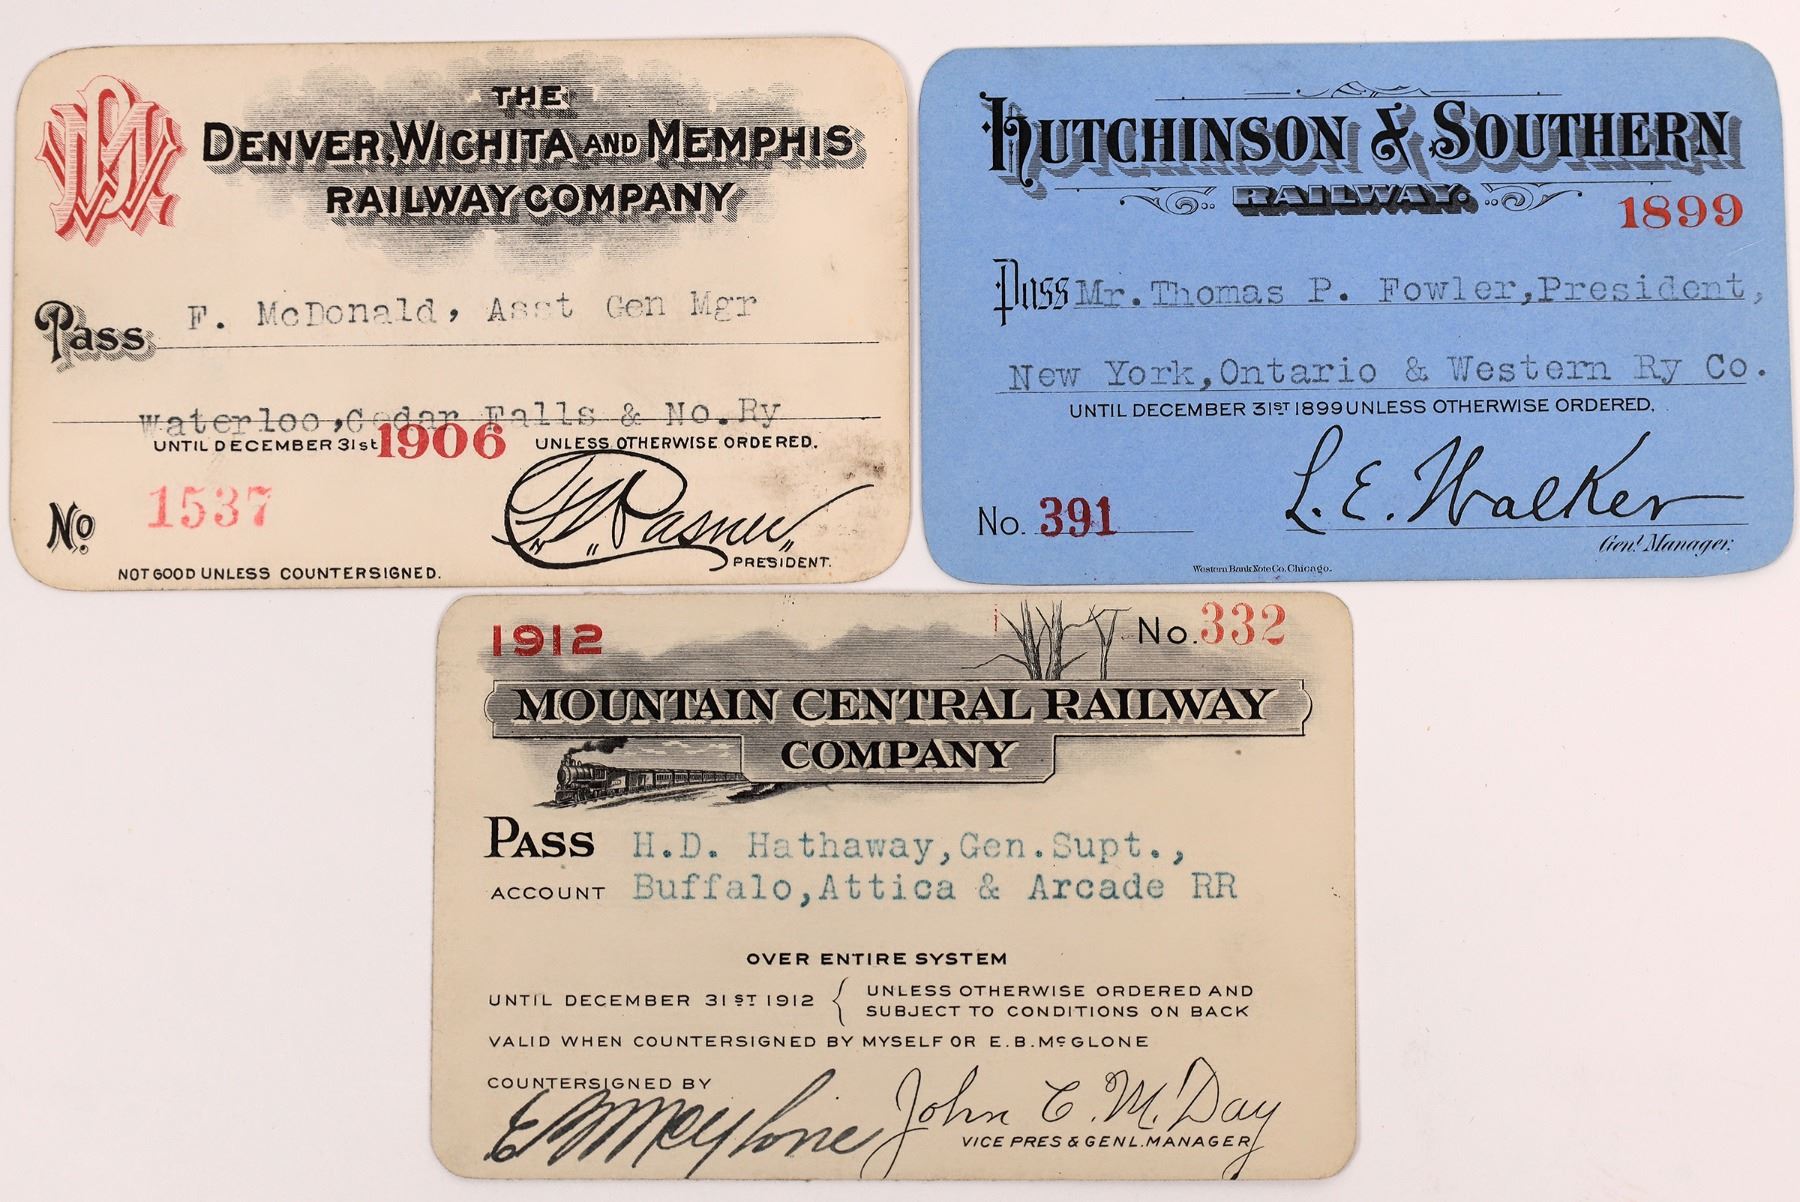 THE
DENVER, WICHITA AND MEMPHIS
RAILWAY COMPANY
Pass F. McDonald, Asst Gen Mgr
Waterloo, Cedar Falls & No. Ry
UNTIL DECEMBER 31st 1906 UNLESS OTHERWISE ORDERED.
No 1537
PRESIDENT.
NOT GOOD UNLESS COUNTERSIGNED.
HUTCHINSON & SOUTHERN
RAILWAY.
1899
Pass Mr. Thomas P. Fowler, President,
New York, Ontario & Western Ry Co.
UNTIL DECEMBER 31ST 1899 UNLESS OTHERWISE ORDERED.
L. E. Walker
No. 391
Genl Manager.
Western Bank Note Co. Chicago.
1912 No. 332
MOUNTAIN CENTRAL RAILWAY
COMPANY
PASS H.D. Hathaway, Gen. Supt.,
ACCOUNT Buffalo, Attica & Arcade RR
OVER ENTIRE SYSTEM
UNTIL DECEMBER 31ST 1912 { UNLESS OTHERWISE ORDERED AND
SUBJECT TO CONDITIONS ON BACK
VALID WHEN COUNTERSIGNED BY MYSELF OR E.B. McGLONE
COUNTERSIGNED BY
E B McGlone John C. M. Day
VICE PRES & GENL. MANAGER